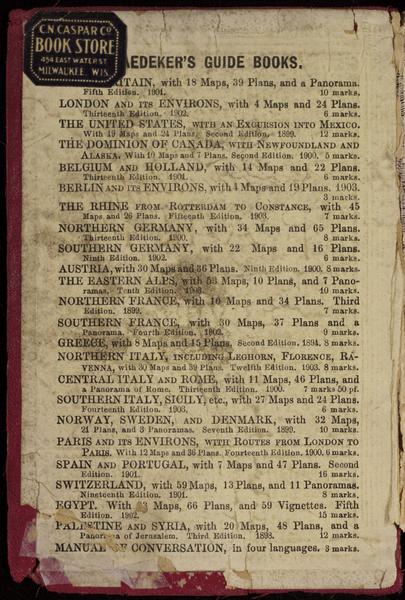 C.N. CASPAR CO
BOOK STORE
454 EAST WATER ST
MILWAUKEE, WIS.
AEDEKER'S GUIDE BOOKS.
ITAIN, with 18 Maps, 39 Plans, and a Panorama.
Fifth Edition. 1901. 10 marks.
LONDON AND ITS ENVIRONS, with 4 Maps and 24 Plans.
Thirteenth Edition. 1902. 6 marks.
THE UNITED STATES, WITH AN EXCURSION INTO MEXICO.
With 19 Maps and 24 Plans. Second Edition. 1899. 12 marks.
THE DOMINION OF CANADA, WITH NEWFOUNDLAND AND
ALASKA. With 10 Maps and 7 Plans. Second Edition. 1900. 5 marks.
BELGIUM AND HOLLAND, with 14 Maps and 22 Plans.
Thirteenth Edition. 1901. 6 marks.
BERLIN AND ITS ENVIRONS, with 4 Maps and 19 Plans. 1903.
3 marks.
THE RHINE FROM ROTTERDAM TO CONSTANCE, with 45
Maps and 26 Plans. Fifteenth Edition. 1903. 7 marks.
NORTHERN GERMANY, with 34 Maps and 65 Plans.
Thirteenth Edition. 1900. 8 marks.
SOUTHERN GERMANY, with 22 Maps and 16 Plans.
Ninth Edition. 1902. 6 marks.
AUSTRIA, with 30 Maps and 36 Plans. Ninth Edition. 1900. 8 marks.
THE EASTERN ALPS, with 53 Maps, 10 Plans, and 7 Pano-
ramas. Tenth Edition. 1903. 10 marks.
NORTHERN FRANCE, with 10 Maps and 34 Plans. Third
Edition. 1899. 7 marks.
SOUTHERN FRANCE, with 30 Maps, 37 Plans and a
Panorama. Fourth Edition. 1902. 9 marks.
GREECE, with 8 Maps and 15 Plans. Second Edition. 1894. 8 marks.
NORTHERN ITALY, INCLUDING LEGHORN, FLORENCE, RA-
VENNA, with 30 Maps and 39 Plans. Twelfth Edition. 1903. 8 marks.
CENTRAL ITALY AND ROME, with 11 Maps, 46 Plans, and
a Panorama of Rome. Thirteenth Edition. 1900. 7 marks 50 pf.
SOUTHERN ITALY, SICILY, etc., with 27 Maps and 24 Plans.
Fourteenth Edition. 1903. 6 marks.
NORWAY, SWEDEN, AND DENMARK, with 32 Maps,
21 Plans, and 3 Panoramas. Seventh Edition. 1899. 10 marks.
PARIS AND ITS ENVIRONS, WITH ROUTES FROM LONDON TO
PARIS. With 12 Maps and 36 Plans. Fourteenth Edition. 1900. 6 marks.
SPAIN AND PORTUGAL, with 7 Maps and 47 Plans. Second
Edition. 1901. 16 marks.
SWITZERLAND, with 59 Maps, 13 Plans, and 11 Panoramas.
Nineteenth Edition. 1901. 8 marks.
EGYPT. With Maps, 66 Plans, and 59 Vignettes. Fifth
Edition. 1902. 15 marks.
PALESTINE AND SYRIA, with 20 Maps, 48 Plans, and a
Panorama of Jerusalem. Third Edition. 1898. 12 marks.
MANUAL OF CONVERSATION, in four languages. 3 marks.